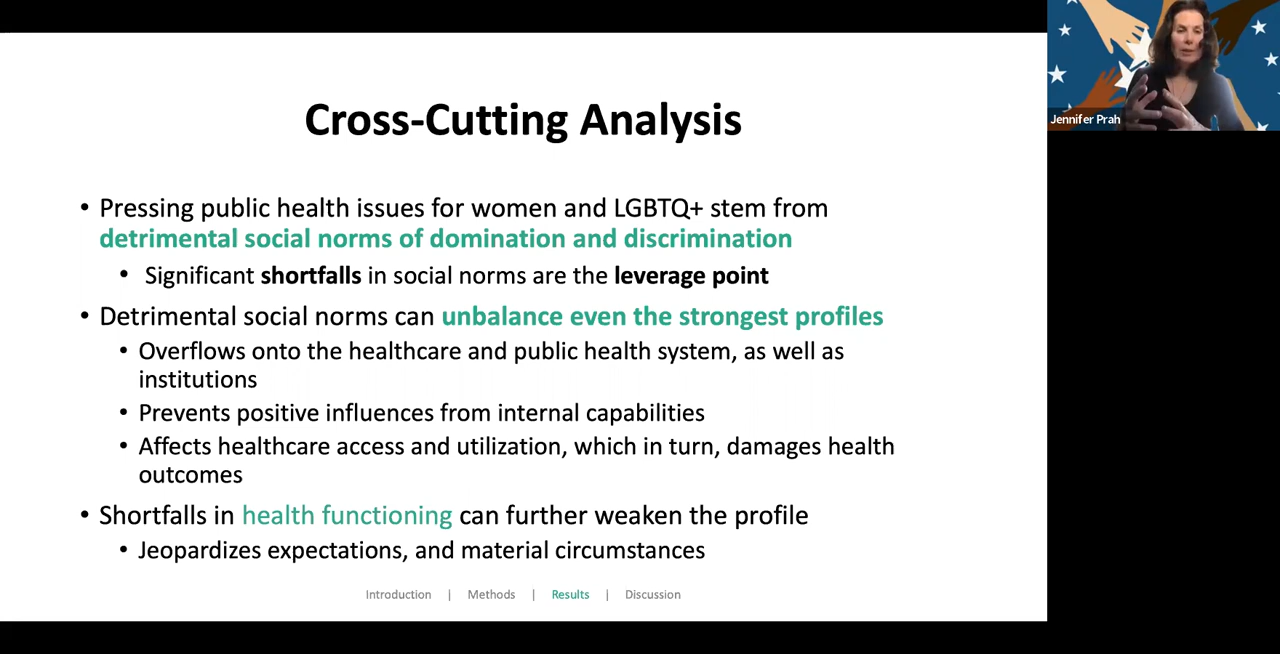 Cross-Cutting Analysis
Jennifer Prah
• Pressing public health issues for women and LGBTQ+ stem from
detrimental social norms of domination and discrimination
• Significant shortfalls in social norms are the leverage point
• Detrimental social norms can unbalance even the strongest profiles
• Overflows onto the healthcare and public health system, as well as
institutions
• Prevents positive influences from internal capabilities
• Affects healthcare access and utilization, which in turn, damages health
outcomes
• Shortfalls in health functioning can further weaken the profile
• Jeopardizes expectations, and material circumstances
Introduction | Methods | Results | Discussion